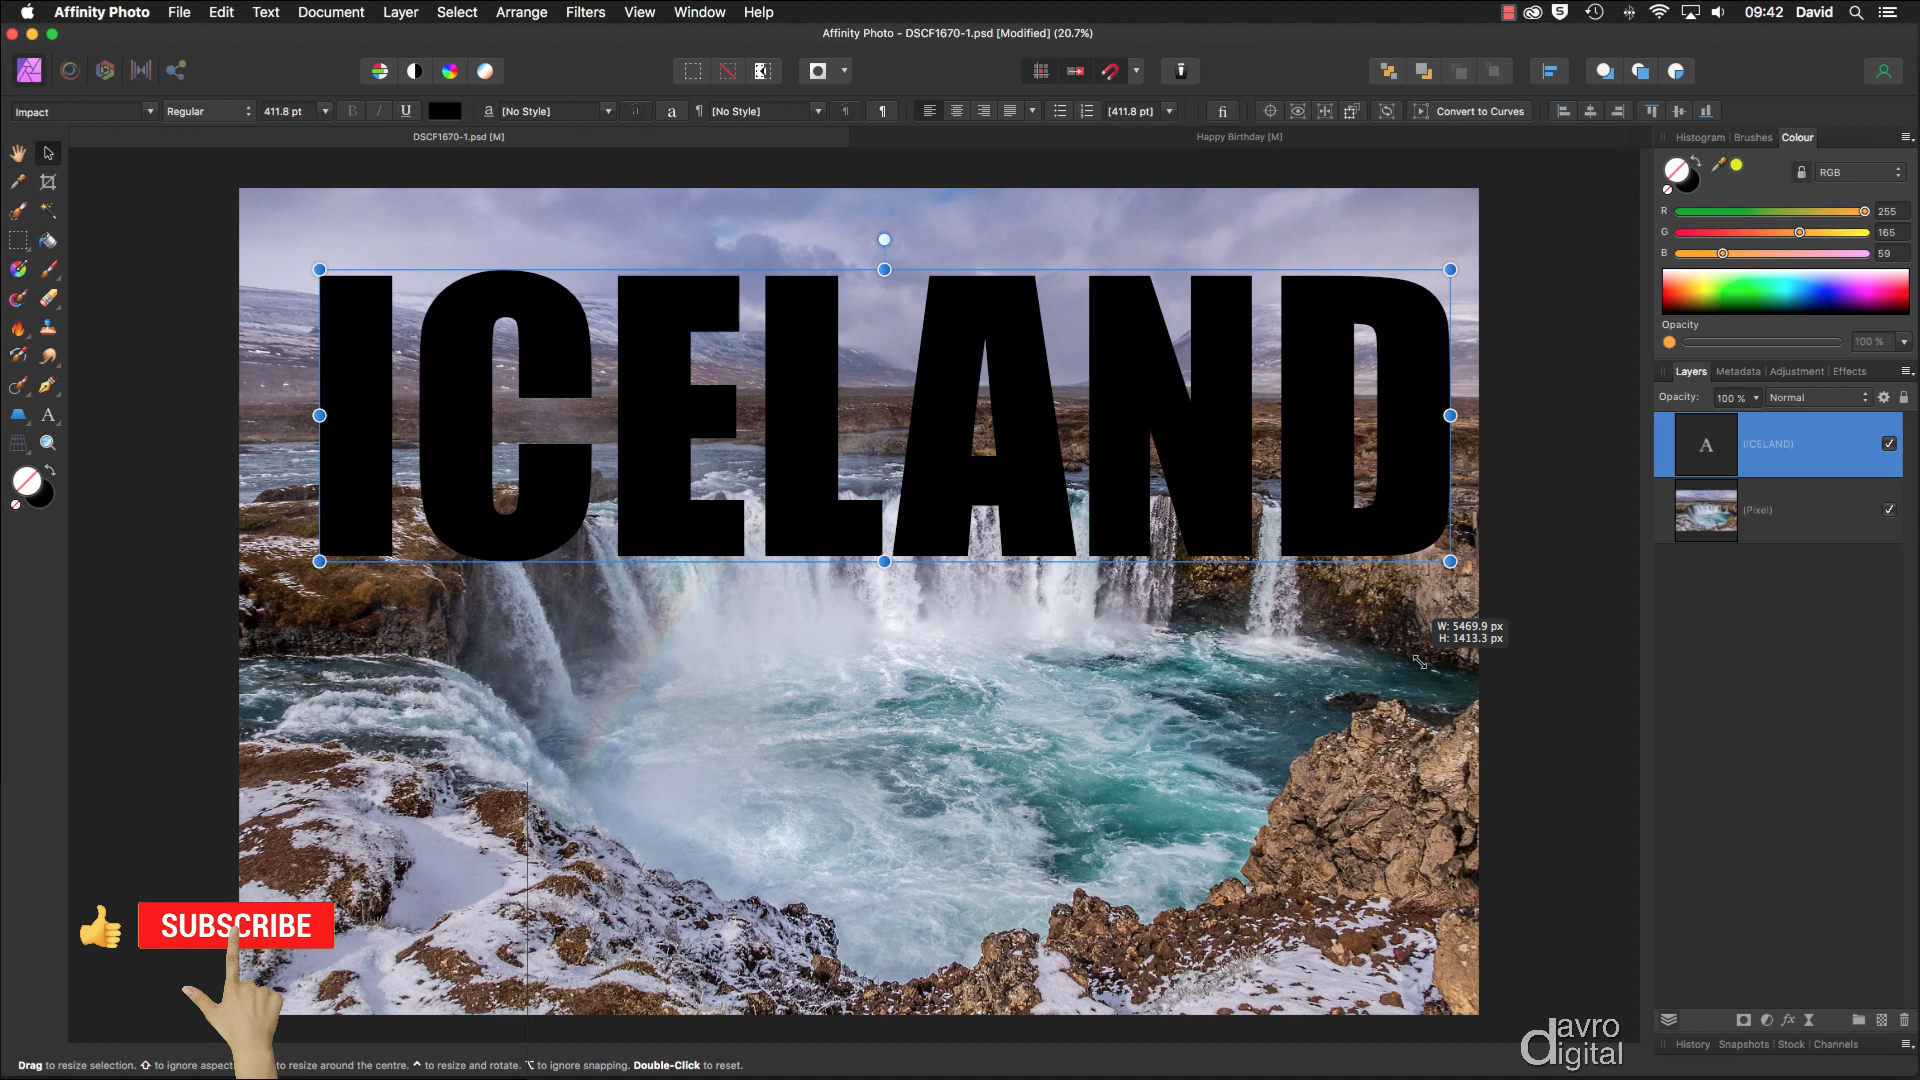 Affinity Photo File Edit Text Document Layer Select Arrange Filters View Window Help 09:42 David
Affinity Photo - DSCF1670-1.psd [Modified] (20.7%)
Impact Regular 411.8 pt B I U a [No Style] a ¶ [No Style] ¶ [411.8 pt] fi Convert to Curves
DSCF1670-1.psd [M] Happy Birthday [M]
Histogram Brushes Colour
RGB
R 255
G 165
B 59
Opacity
100 %
Layers Metadata Adjustment Effects
Opacity: 100 % Normal
A (ICELAND)
(Pixel)
ICELAND
W: 5469.9 px
H: 1413.3 px
SUBSCRIBE
davro
digital
History Snapshots Stock Channels
Drag to resize selection. ⇧ to ignore aspect to resize around the centre. ^ to resize and rotate. ⌥ to ignore snapping. Double-Click to reset.